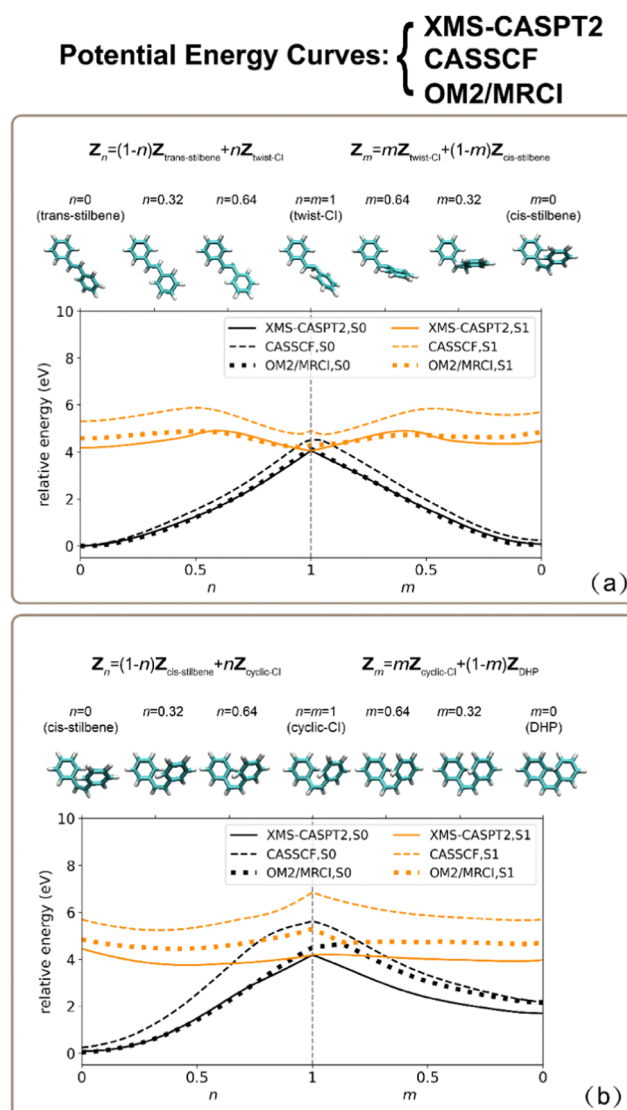 Potential Energy Curves: { XMS-CASPT2
CASSCF
OM2/MRCI
Zn=(1-n)Ztrans-stilbene+nZtwist-CI
Zm=mZtwist-CI+(1-m)Zcis-stilbene
n=0 n=0.32 n=0.64 n=m=1 m=0.64 m=0.32 m=0
(trans-stilbene) (twist-CI) (cis-stilbene)
10
8
6
4
2
0
relative energy (eV)
XMS-CASPT2,S0 XMS-CASPT2,S1
CASSCF,S0 CASSCF,S1
OM2/MRCI,S0 OM2/MRCI,S1
0 0.5 1 0.5 0
n m
(a)
Zn=(1-n)Zcis-stilbene+nZcyclic-CI
Zm=mZcyclic-CI+(1-m)ZDHP
n=0 n=0.32 n=0.64 n=m=1 m=0.64 m=0.32 m=0
(cis-stilbene) (cyclic-CI) (DHP)
10
8
6
4
2
0
relative energy (eV)
XMS-CASPT2,S0 XMS-CASPT2,S1
CASSCF,S0 CASSCF,S1
OM2/MRCI,S0 OM2/MRCI,S1
0 0.5 1 0.5 0
n m
(b)